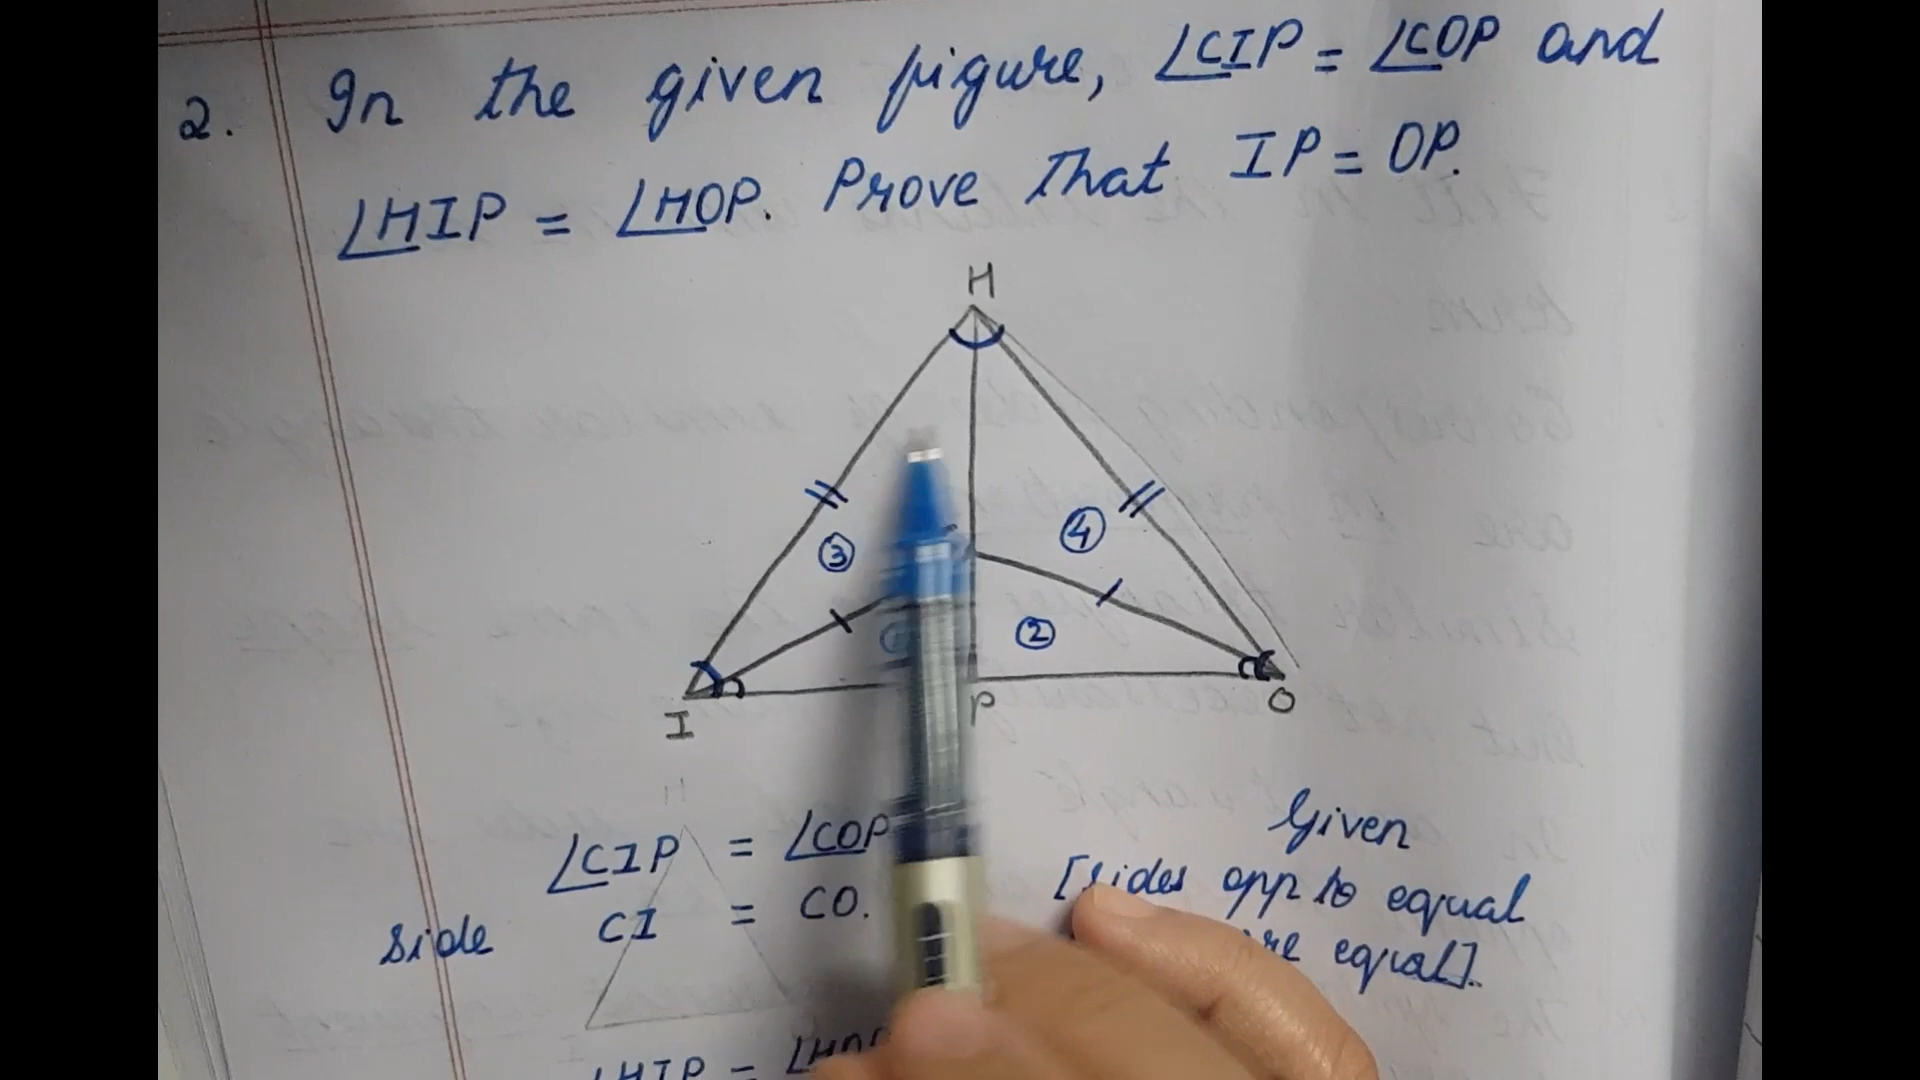 2. In the given figure, ∠CIP = ∠COP and
∠HIP = ∠HOP. Prove that IP = OP.
H
3
4
2
I
P
O
H
∠CIP = ∠COP Given
side CI = CO. [sides opp to equal
equal].
∠HIP =